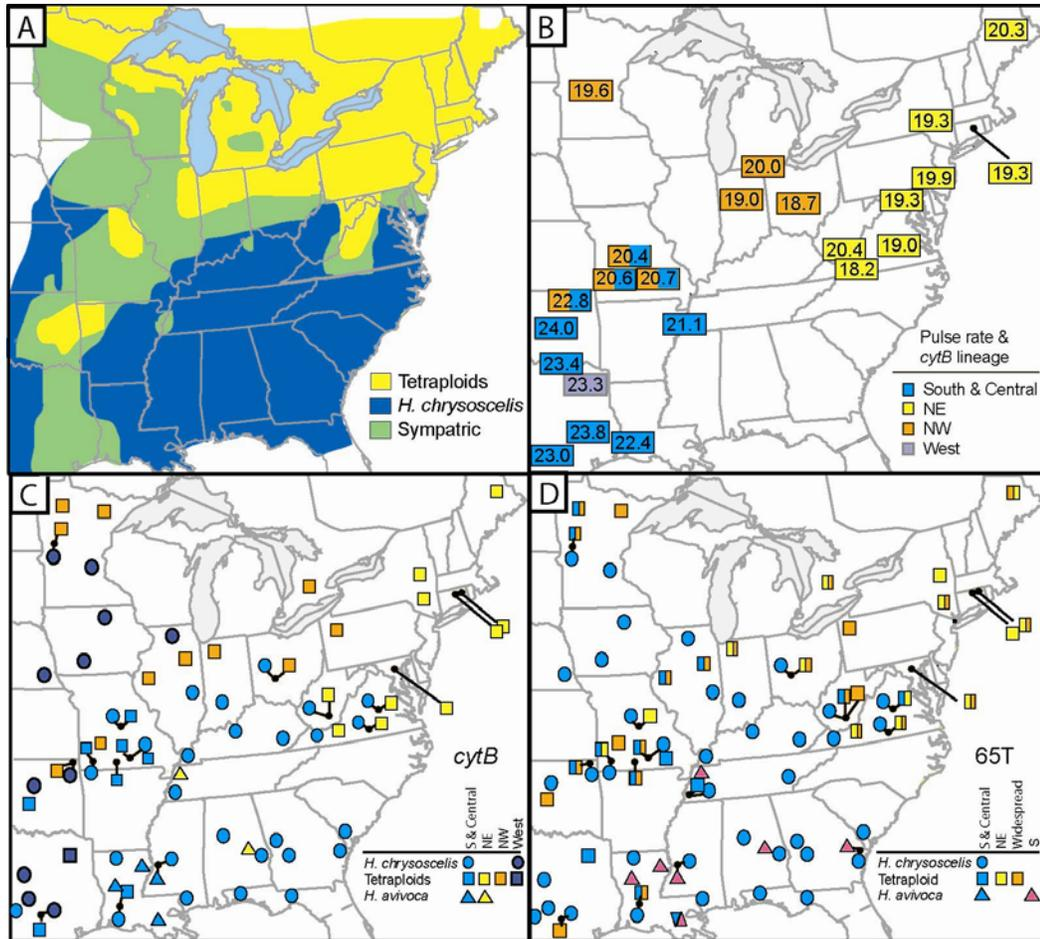 A
Tetraploids
H. chrysoscelis
Sympatric
B
20.3
19.6
19.3
20.0
19.3
19.9
19.0
18.7
19.3
20.4
19.0
18.2
20.4
20.6
20.7
22.8
24.0
21.1
23.4
23.3
23.8
22.4
23.0
Pulse rate &
cytB lineage
South & Central
NE
NW
West
C
cytB
S & Central
NE
NW
West
H. chrysoscelis
Tetraploids
H. avivoca
D
65T
S & Central
NE
Widespread
S
H. chrysoscelis
Tetraploid
H. avivoca